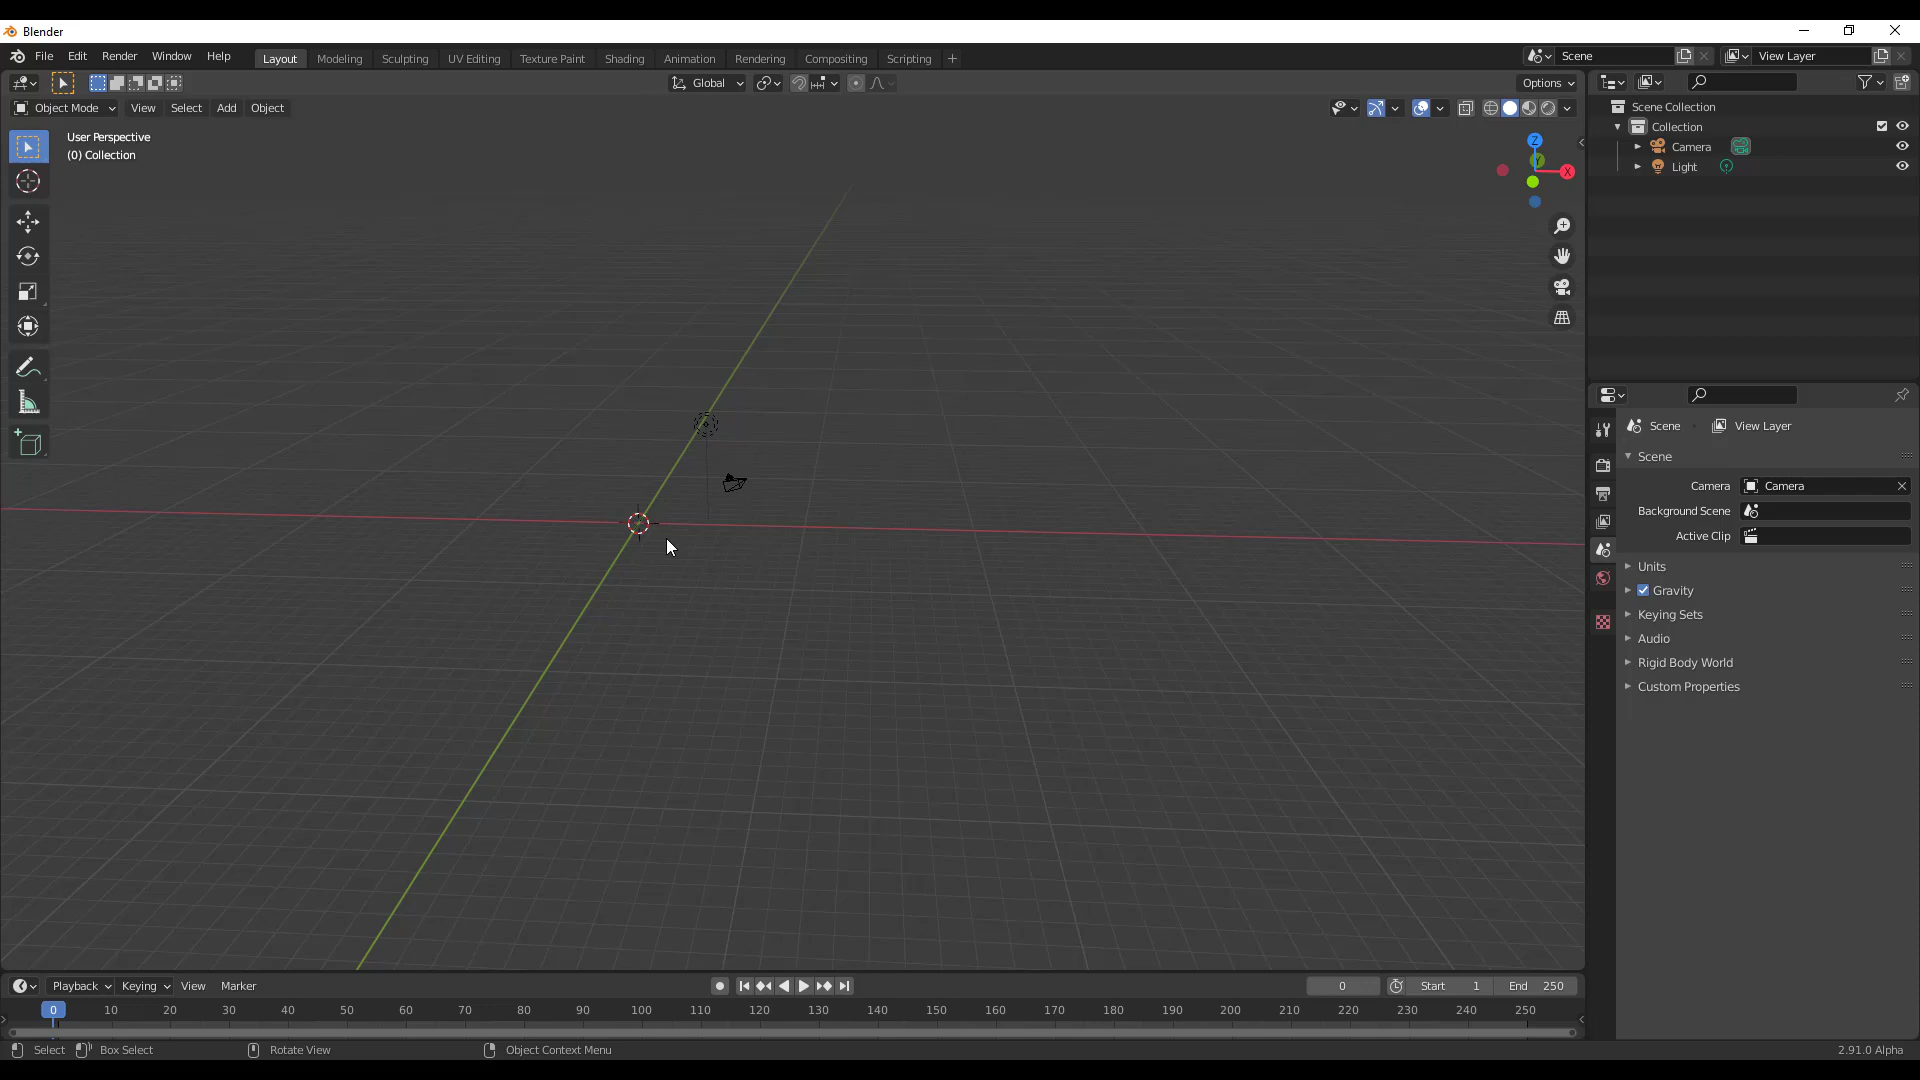 Blender
File Edit Render Window Help Layout Modeling Sculpting UV Editing Texture Paint Shading Animation Rendering Compositing Scripting + Scene View Layer
Global Options
Object Mode View Select Add Object
User Perspective
(0) Collection
Z
Y
X
Scene Collection
Collection
Camera
Light
Scene View Layer
Scene
Camera Camera
Background Scene
Active Clip
Units
Gravity
Keying Sets
Audio
Rigid Body World
Custom Properties
Playback Keying View Marker 0 Start 1 End 250
0 10 20 30 40 50 60 70 80 90 100 110 120 130 140 150 160 170 180 190 200 210 220 230 240 250
Select Box Select Rotate View Object Context Menu 2.91.0 Alpha